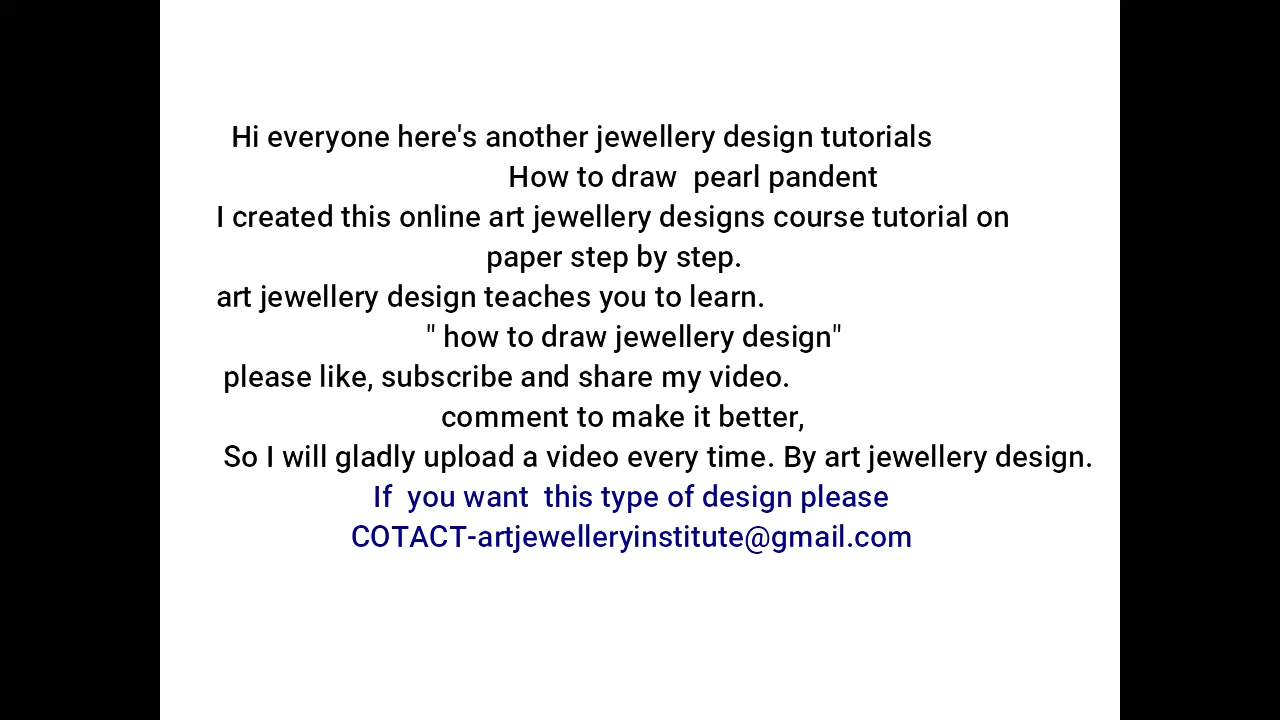 Hi everyone here's another jewellery design tutorials
How to draw  pearl pandent
I created this online art jewellery designs course tutorial on
paper step by step.
art jewellery design teaches you to learn.
" how to draw jewellery design"
please like, subscribe and share my video.
comment to make it better,
So I will gladly upload a video every time. By art jewellery design.
If  you want  this type of design please
COTACT-artjewelleryinstitute@gmail.com